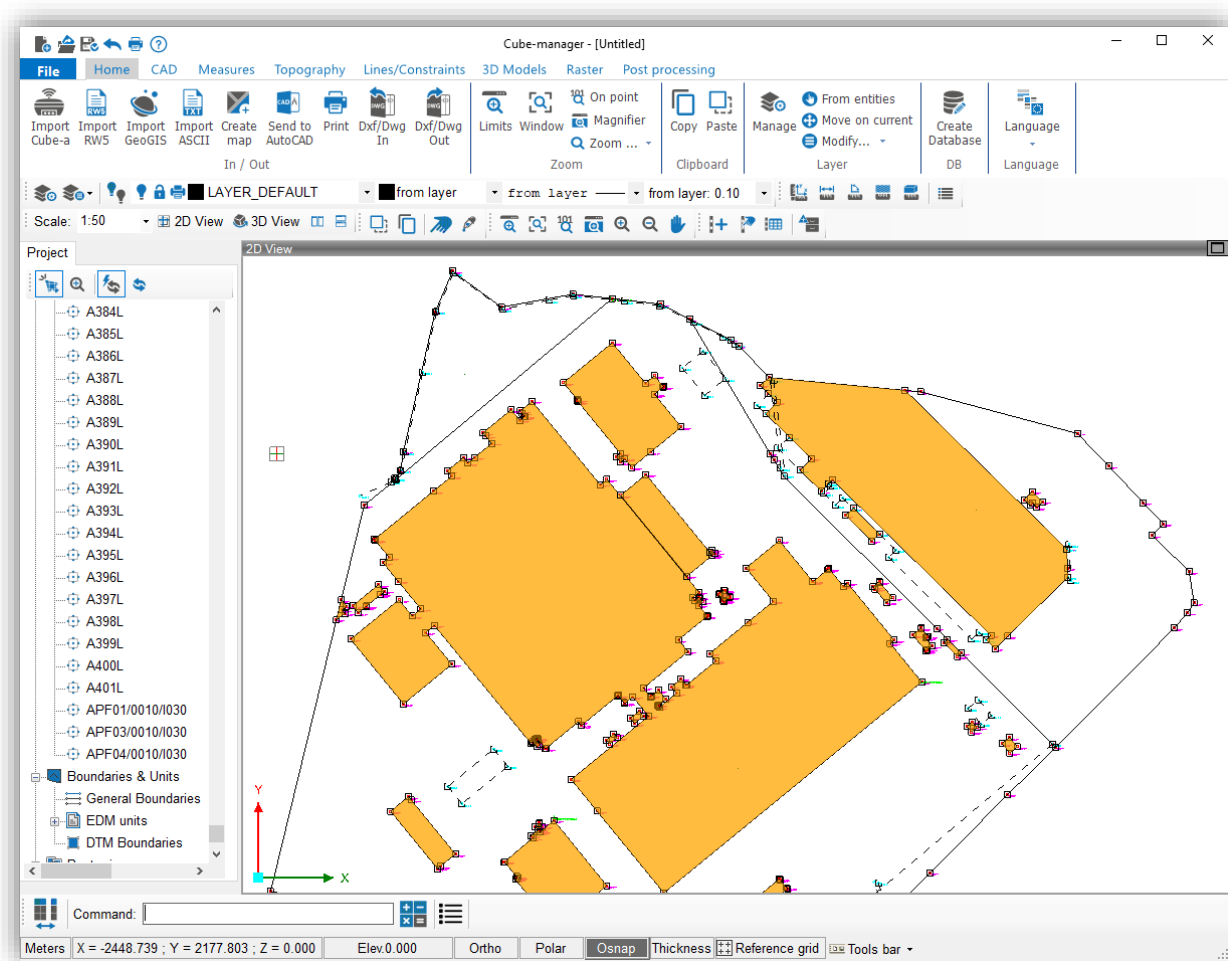 Cube-manager - [Untitled]
File Home CAD Measures Topography Lines/Constraints 3D Models Raster Post processing
Import Cube-a
Import RW5
Import GeoGIS
Import ASCII
Create map
Send to AutoCAD
Print
Dxf/Dwg In
Dxf/Dwg Out
In / Out
Limits
Window
On point
Magnifier
Zoom ...
Zoom
Copy
Paste
Clipboard
Manage
From entities
Move on current
Modify...
Layer
Create Database
DB
Language
Language
LAYER_DEFAULT from layer from layer from layer: 0.10
Scale: 1:50 2D View 3D View
Project
2D View
A384L
A385L
A386L
A387L
A388L
A389L
A390L
A391L
A392L
A393L
A394L
A395L
A396L
A397L
A398L
A399L
A400L
A401L
APF01/0010/I030
APF03/0010/I030
APF04/0010/I030
Boundaries & Units
General Boundaries
EDM units
DTM Boundaries
Y
X
Command:
Meters X = -2448.739 ; Y = 2177.803 ; Z = 0.000 Elev.0.000 Ortho Polar Osnap Thickness Reference grid Tools bar